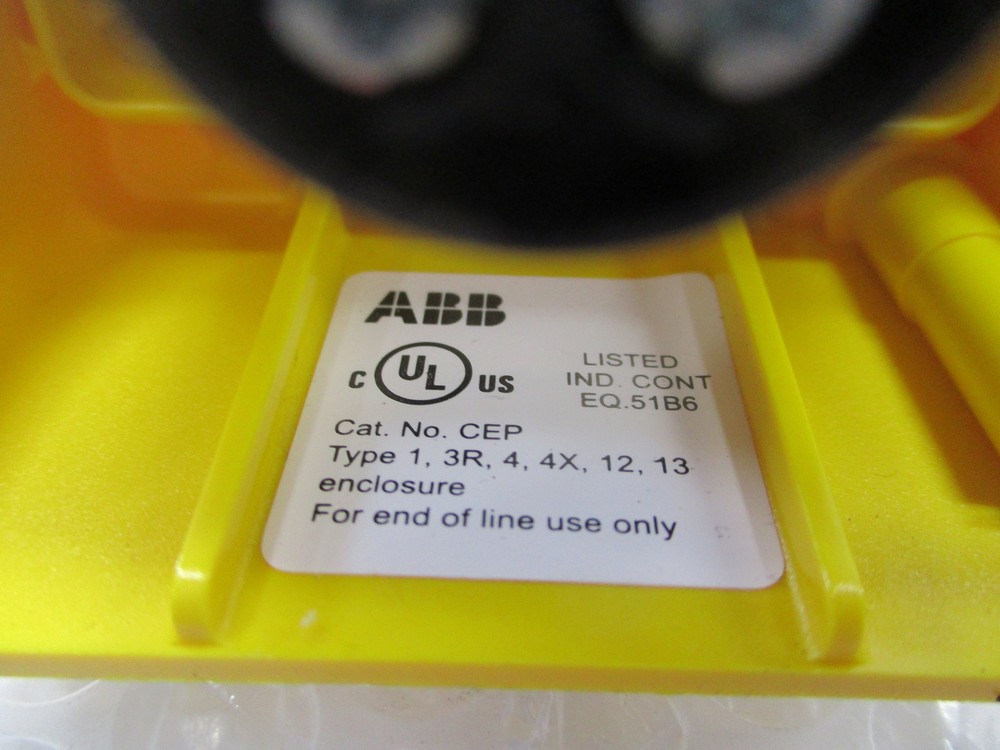 ABB
C UL US
LISTED
IND. CONT
EQ.51B6
Cat. No. CEP
Type 1, 3R, 4, 4X, 12, 13
enclosure
For end of line use only